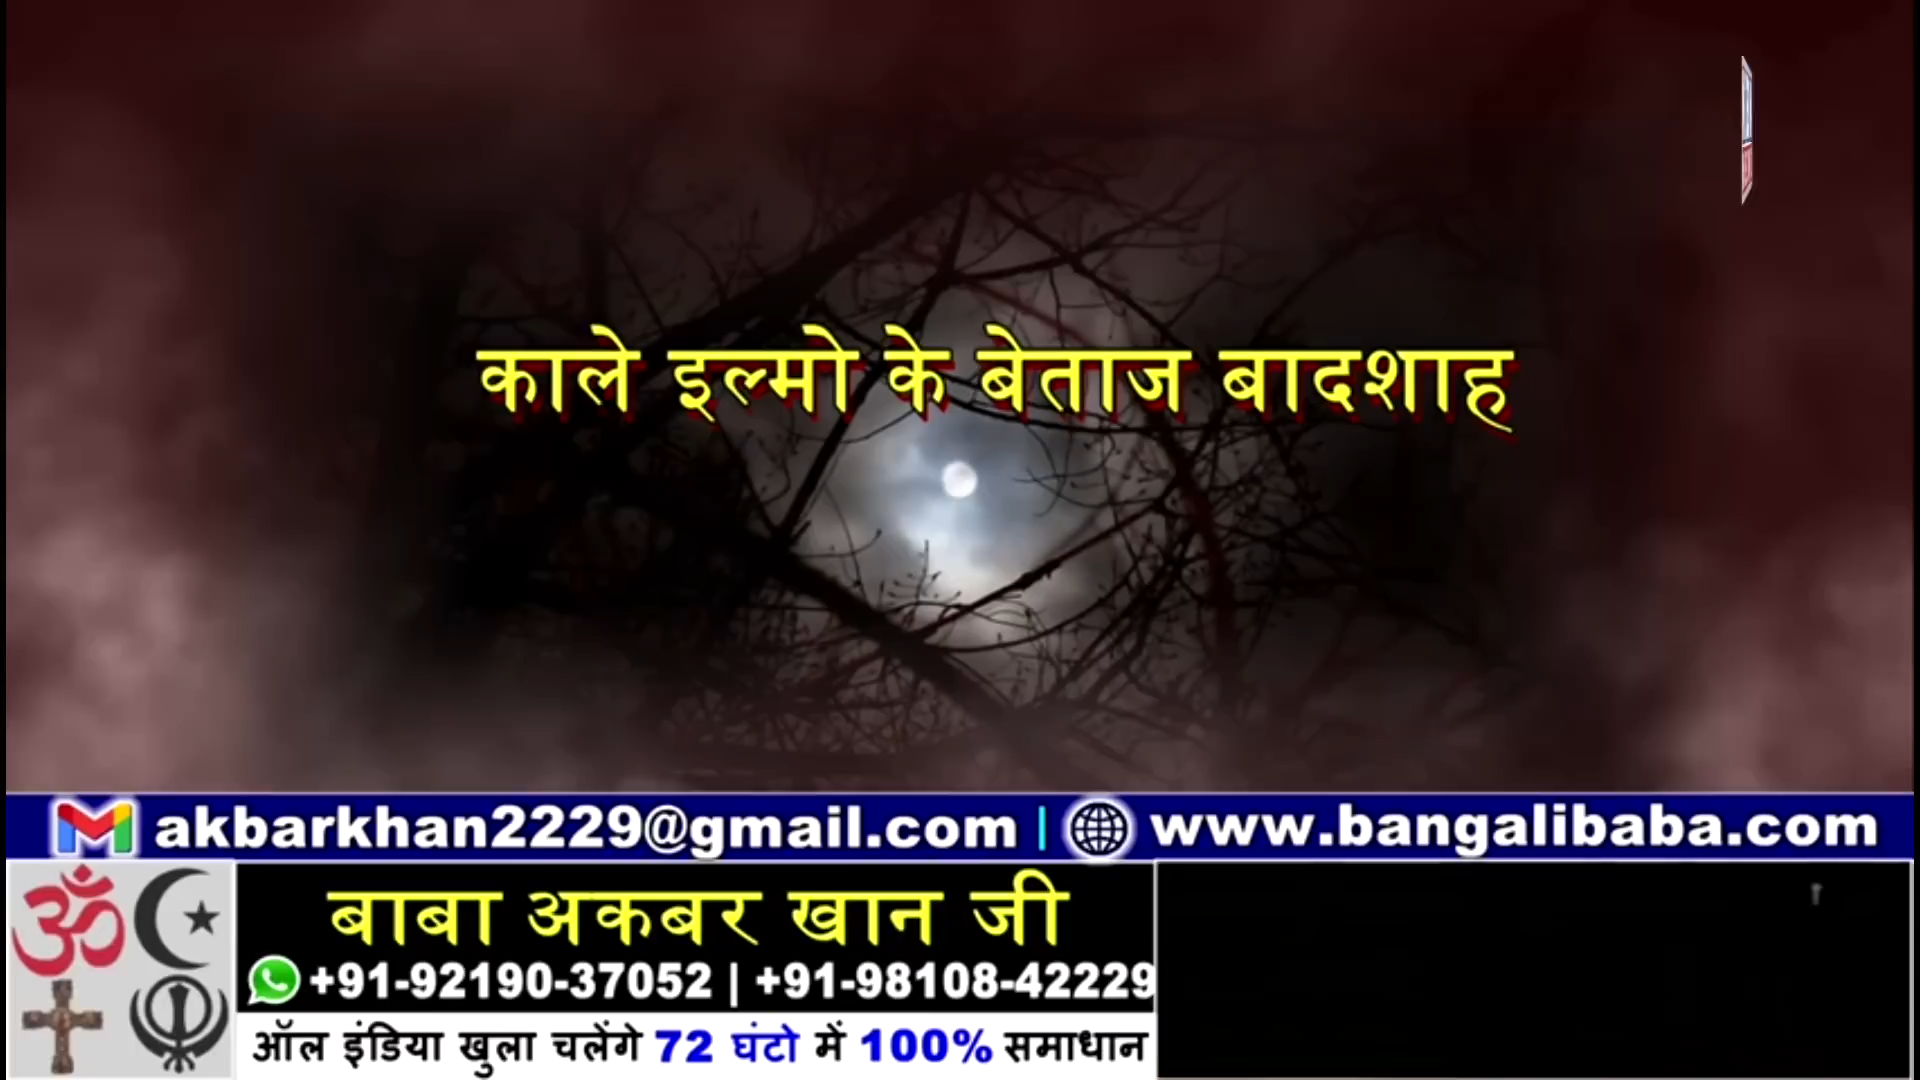 काले इल्मो के बेताज बादशाह
akbarkhan2229@gmail.com | www.bangalibaba.com
बाबा अकबर खान जी
+91-92190-37052 | +91-98108-42229
ऑल इंडिया खुला चलेंगे 72 घंटो में 100% समाधान